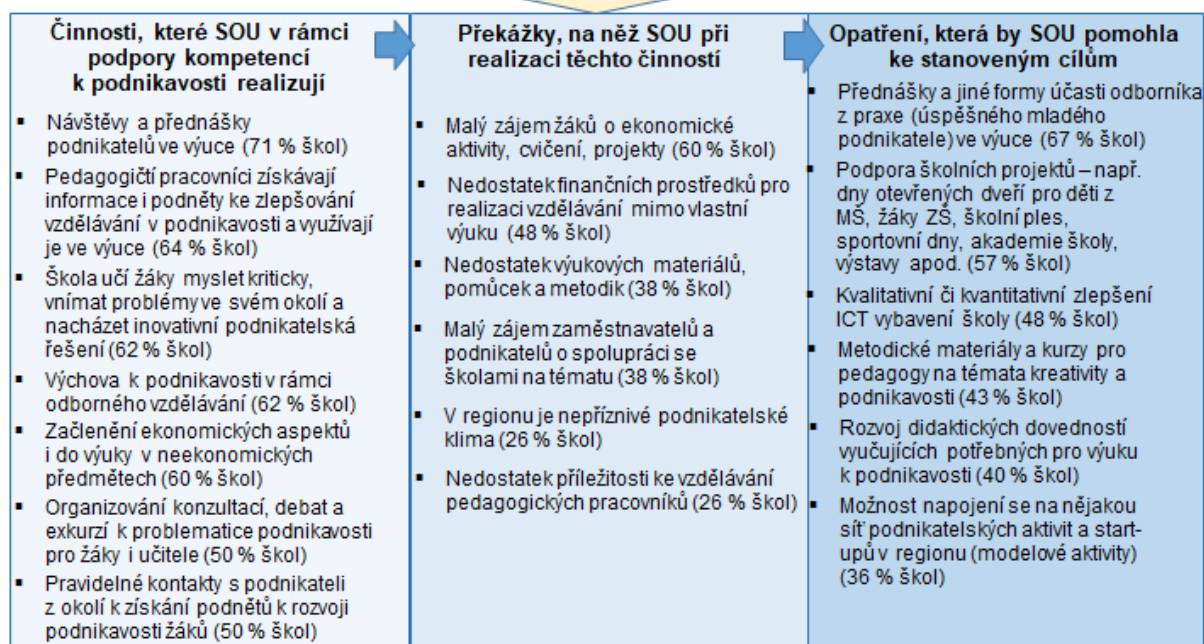 Činnosti, které SOU v rámci
podpory kompetencí
k podnikavosti realizují
▪ Návštěvy a přednášky
podnikatelů ve výuce (71 % škol)
▪ Pedagogičtí pracovníci získávají
informace i podněty ke zlepšování
vzdělávání v podnikavosti a využívají
je ve výuce (64 % škol)
▪ Škola učí žáky myslet kriticky,
vnímat problémy ve svém okolí a
nacházet inovativní podnikatelská
řešení (62 % škol)
▪ Výchova k podnikavosti v rámci
odborného vzdělávání (62 % škol)
▪ Začlenění ekonomických aspektů
i do výuky v neekonomických
předmětech (60 % škol)
▪ Organizování konzultací, debat a
exkurzí k problematice podnikavosti
pro žáky i učitele (50 % škol)
▪ Pravidelné kontakty s podnikateli
z okolí k získání podnětů k rozvoji
podnikavosti žáků (50 % škol)
Překážky, na něž SOU při
realizaci těchto činností
▪ Malý zájem žáků o ekonomické
aktivity, cvičení, projekty (60 % škol)
▪ Nedostatek finančních prostředků pro
realizaci vzdělávání mimo vlastní
výuku (48 % škol)
▪ Nedostatek výukových materiálů,
pomůcek a metodik (38 % škol)
▪ Malý zájem zaměstnavatelů a
podnikatelů o spolupráci se
školami na tématu (38 % škol)
▪ V regionu je nepříznivé podnikatelské
klima (26 % škol)
▪ Nedostatek příležitosti ke vzdělávání
pedagogických pracovníků (26 % škol)
Opatření, která by SOU pomohla
ke stanoveným cílům
▪ Přednášky a jiné formy účasti odborníka
z praxe (úspěšného mladého
podnikatele) ve výuce (67 % škol)
▪ Podpora školních projektů – např.
dny otevřených dveří pro děti z
MŠ, žáky ZŠ, školní ples,
sportovní dny, akademie školy,
výstavy apod. (57 % škol)
▪ Kvalitativní či kvantitativní zlepšení
ICT vybavení školy (48 % škol)
▪ Metodické materiály a kurzy pro
pedagogy na témata kreativity a
podnikavosti (43 % škol)
▪ Rozvoj didaktických dovedností
vyučujících potřebných pro výuku
k podnikavosti (40 % škol)
▪ Možnost napojení se na nějakou
síť podnikatelských aktivit a start-
upů v regionu (modelové aktivity)
(36 % škol)